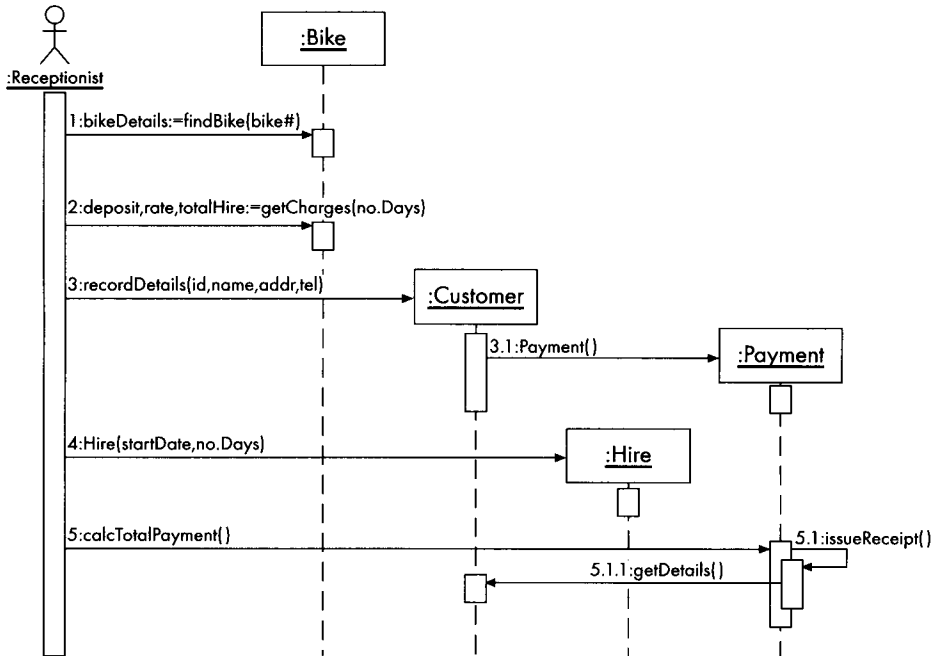 :Bike
:Receptionist
1:bikeDetails:=findBike(bike#)
2:deposit,rate,totalHire:=getCharges(no.Days)
3:recordDetails(id,name,addr,tel)
:Customer
3.1:Payment()
:Payment
4:Hire(startDate,no.Days)
:Hire
5:calcTotalPayment()
5.1:issueReceipt()
5.1.1:getDetails()